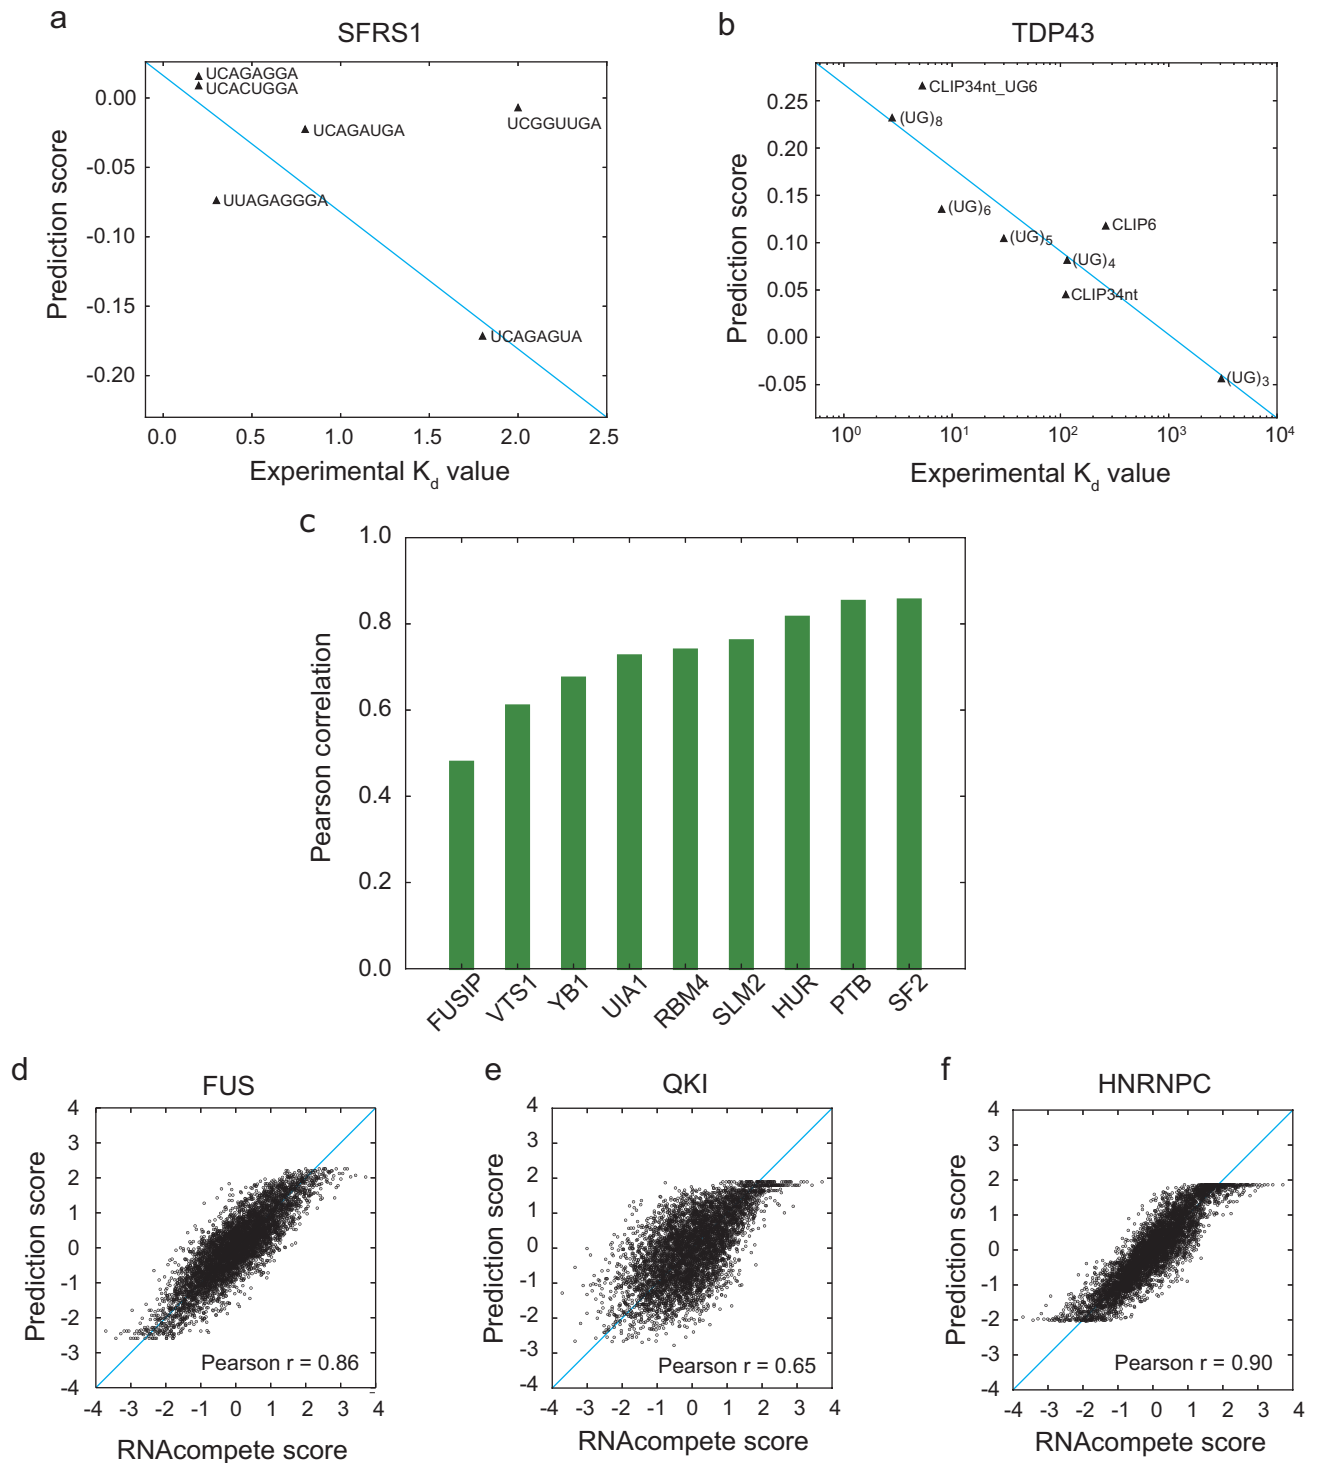 a
SFRS1
Prediction score
0.00
-0.05
-0.10
-0.15
-0.20
UCAGAGGA
UCACUGGA
UCAGAUGA
UCGGUUGA
UUAGAGGGA
UCAGAGUA
0.0 0.5 1.0 1.5 2.0 2.5
Experimental Kd value
b
TDP43
Prediction score
0.25
0.20
0.15
0.10
0.05
0.00
-0.05
CLIP34nt_UG6
(UG)8
(UG)6
CLIP6
(UG)5
(UG)4
CLIP34nt
(UG)3
10^0 10^1 10^2 10^3 10^4
Experimental Kd value
c
Pearson correlation
1.0
0.8
0.6
0.4
0.2
0.0
FUSIP VTS1 YB1 UIA1 RBM4 SLM2 HUR PTB SF2
d
FUS
Prediction score
4
3
2
1
0
-1
-2
-3
-4
Pearson r = 0.86
-4 -3 -2 -1 0 1 2 3 4
RNAcompete score
e
QKI
Prediction score
4
3
2
1
0
-1
-2
-3
-4
Pearson r = 0.65
-4 -3 -2 -1 0 1 2 3 4
RNAcompete score
f
HNRNPC
Prediction score
4
3
2
1
0
-1
-2
-3
-4
Pearson r = 0.90
-4 -3 -2 -1 0 1 2 3 4
RNAcompete score